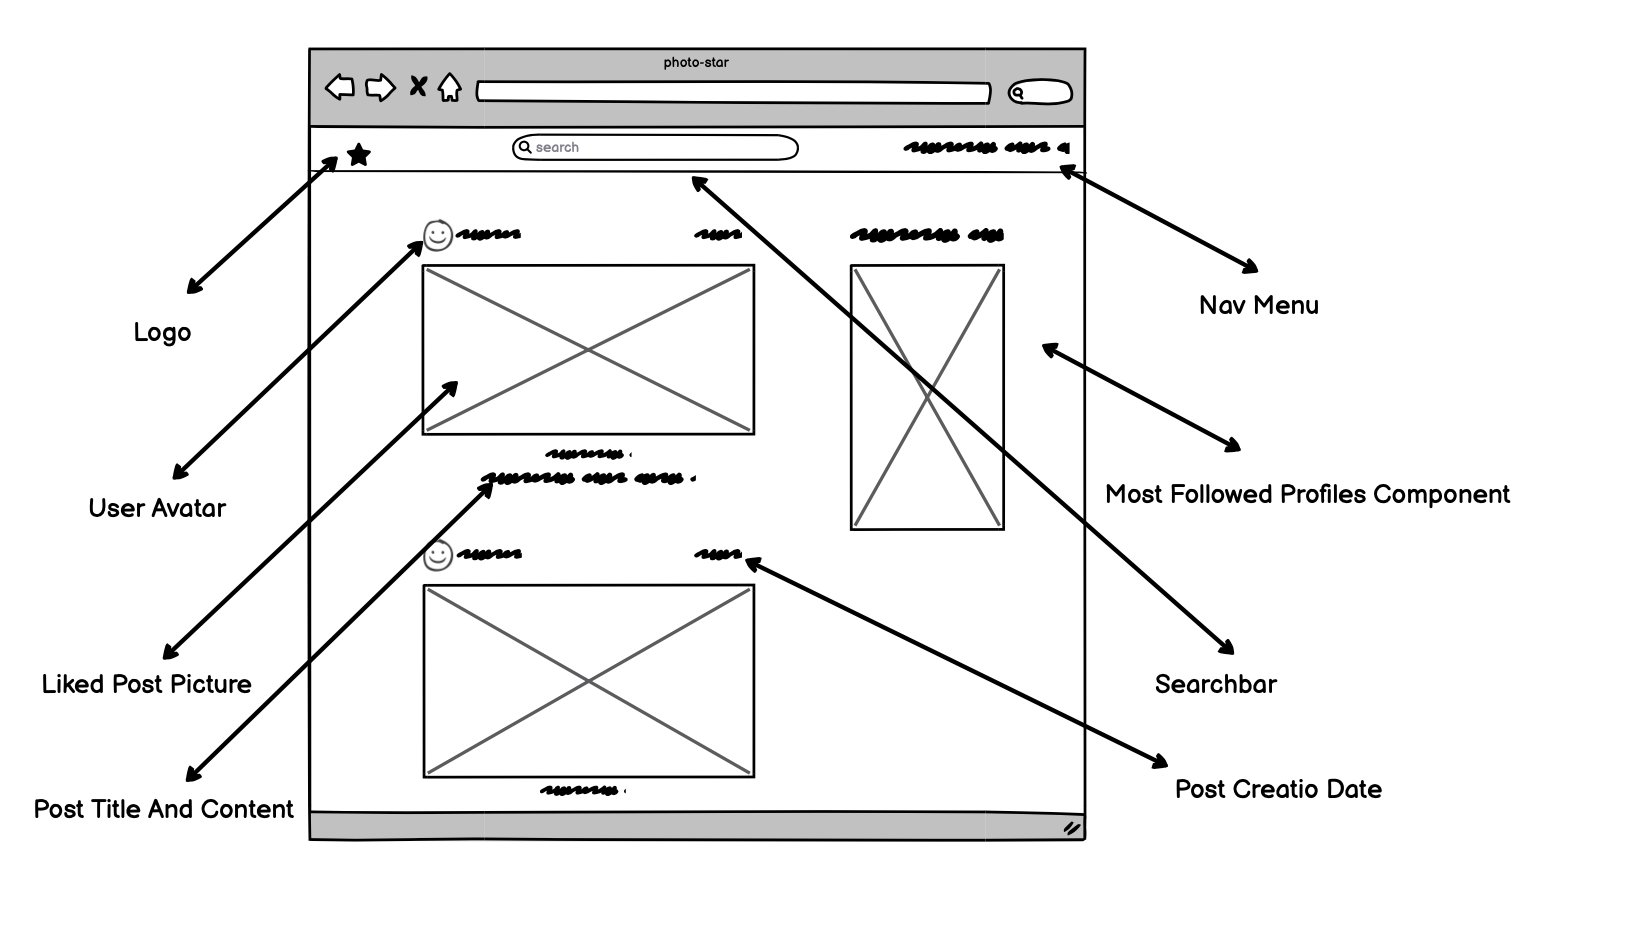 photo-star
search
Logo
Nav Menu
User Avatar
Most Followed Profiles Component
Liked Post Picture
Searchbar
Post Title And Content
Post Creatio Date